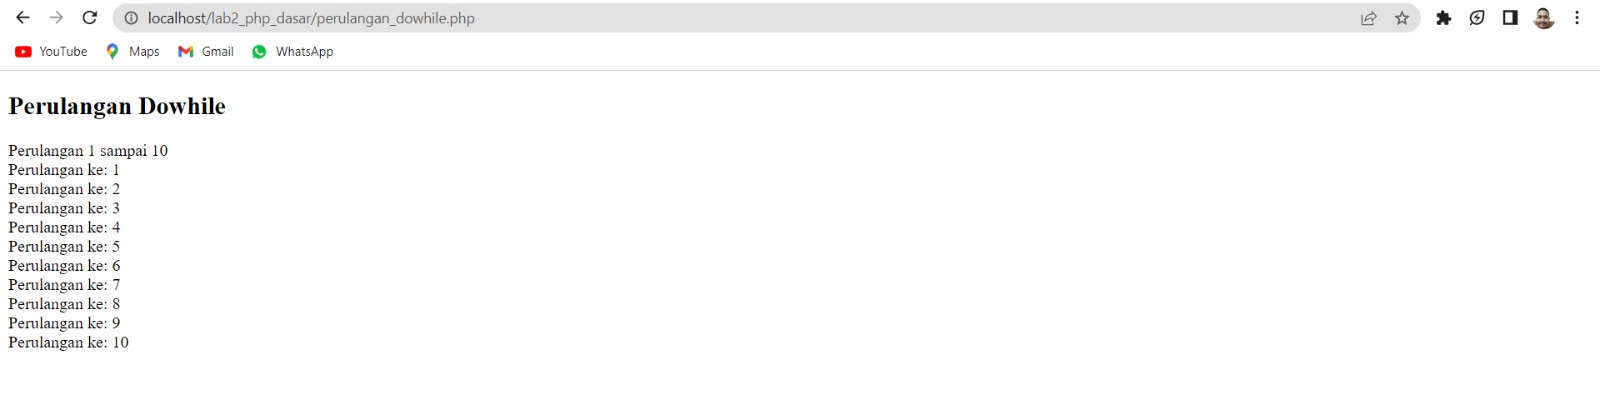 localhost/lab2_php_dasar/perulangan_dowhile.php
YouTube Maps Gmail WhatsApp
Perulangan Dowhile
Perulangan 1 sampai 10
Perulangan ke: 1
Perulangan ke: 2
Perulangan ke: 3
Perulangan ke: 4
Perulangan ke: 5
Perulangan ke: 6
Perulangan ke: 7
Perulangan ke: 8
Perulangan ke: 9
Perulangan ke: 10